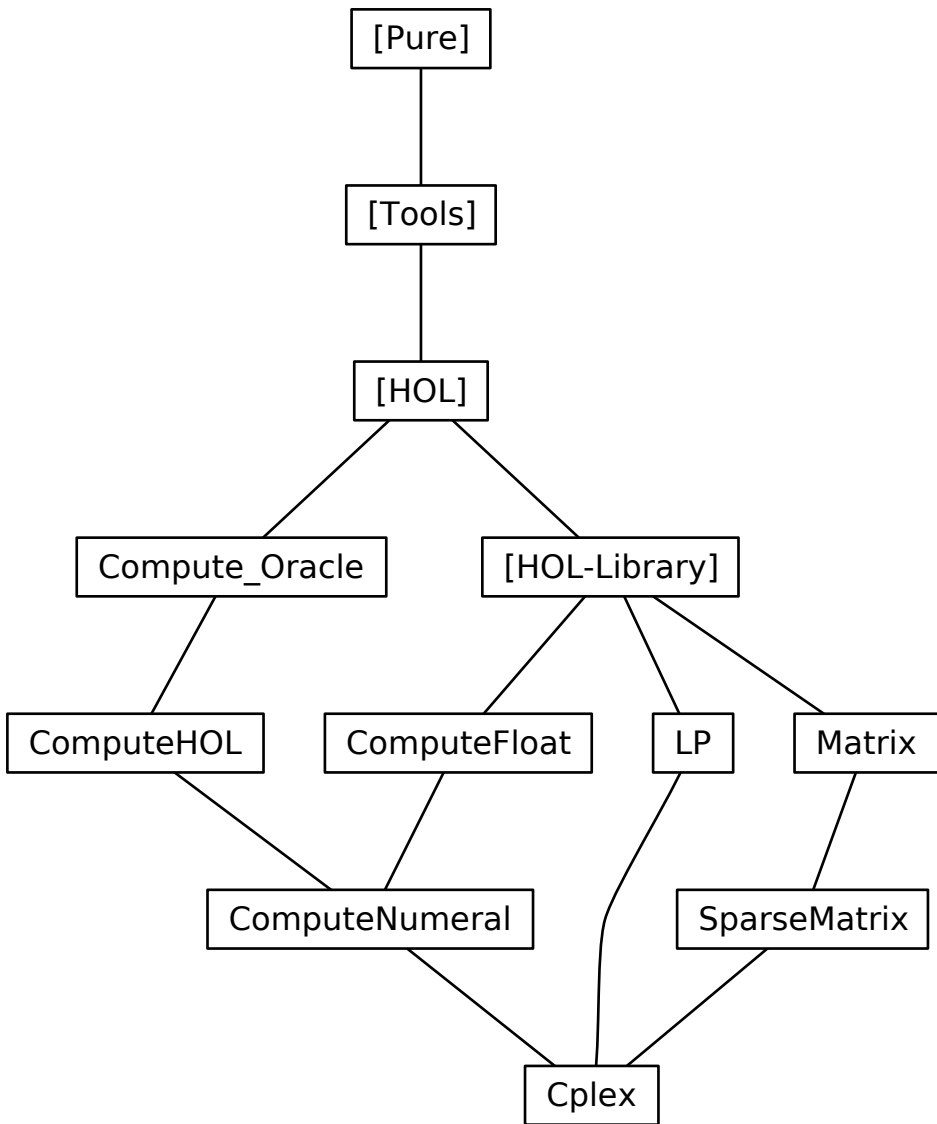 [Pure]
[Tools]
[HOL]
Compute_Oracle
[HOL-Library]
ComputeHOL
ComputeFloat
LP
Matrix
ComputeNumeral
SparseMatrix
Cplex